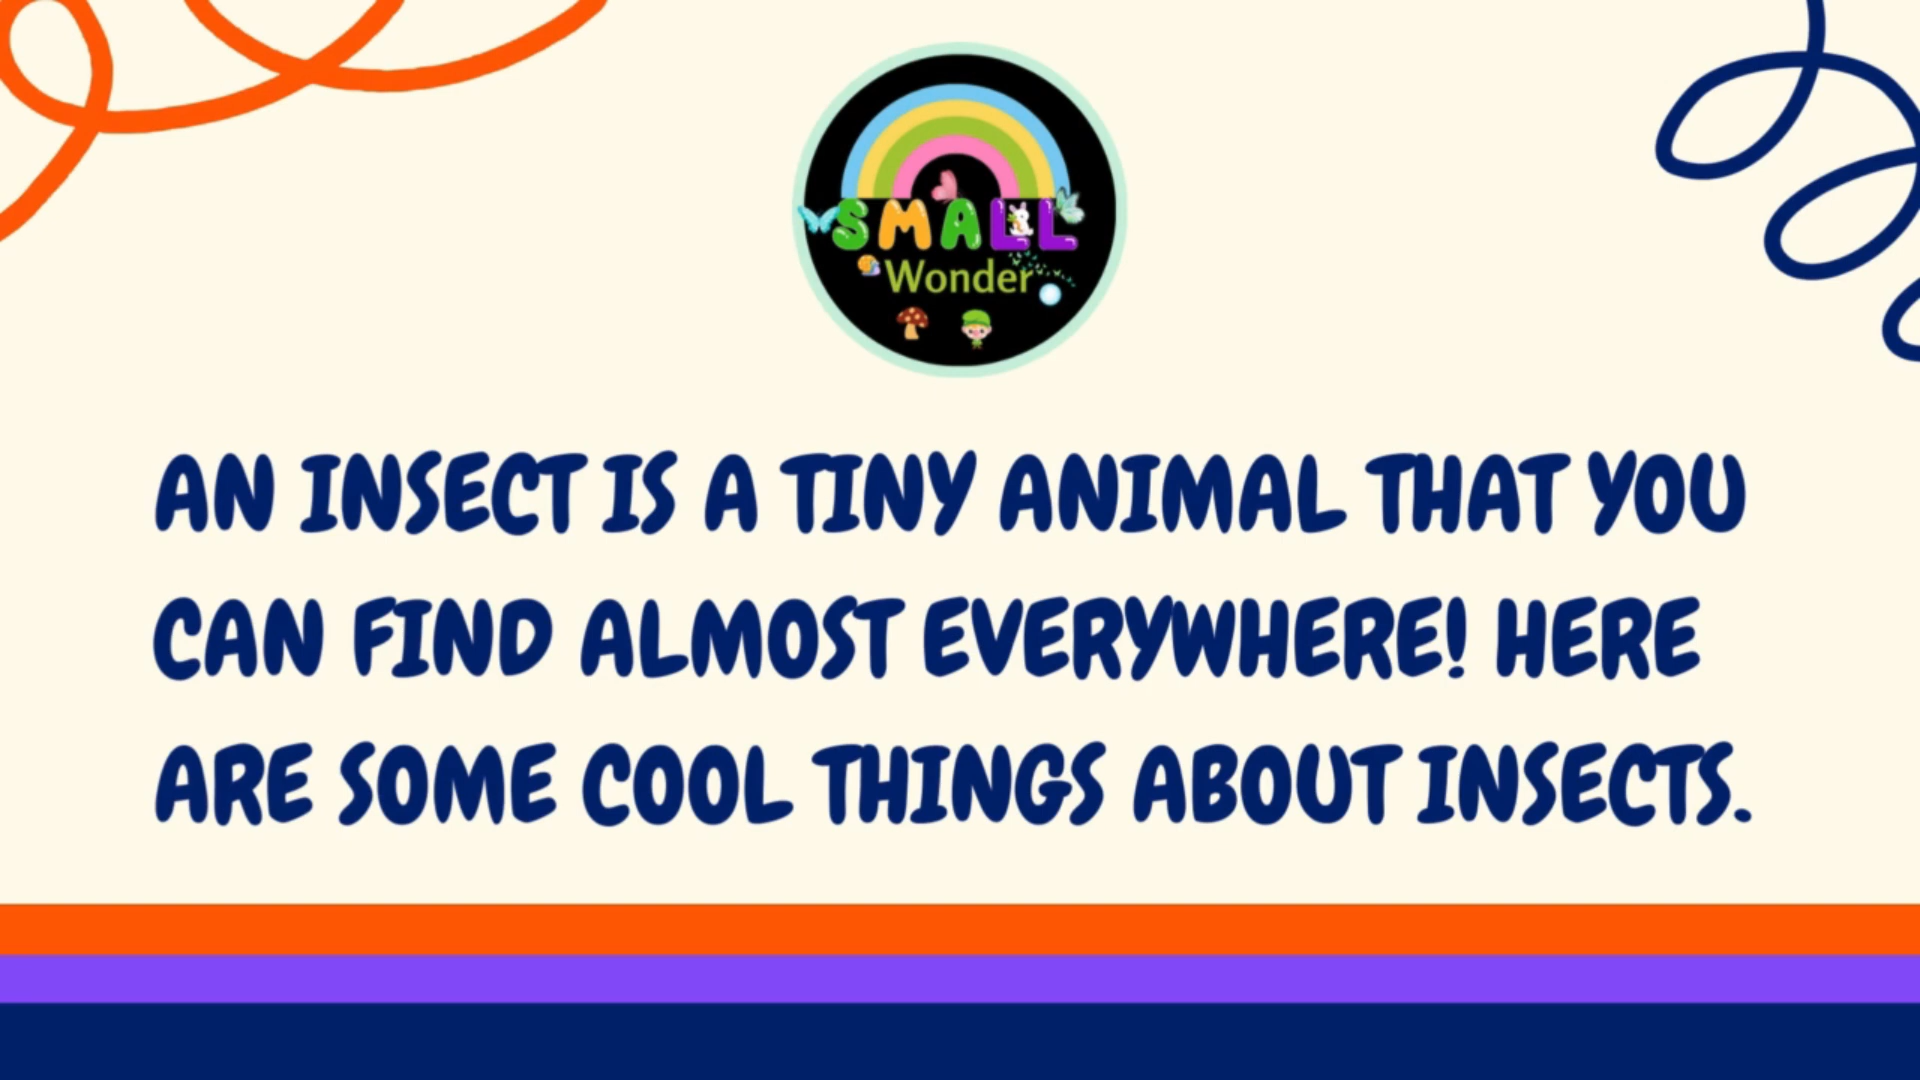 SMALL
Wonder
AN INSECT IS A TINY ANIMAL THAT YOU
CAN FIND ALMOST EVERYWHERE! HERE
ARE SOME COOL THINGS ABOUT INSECTS.